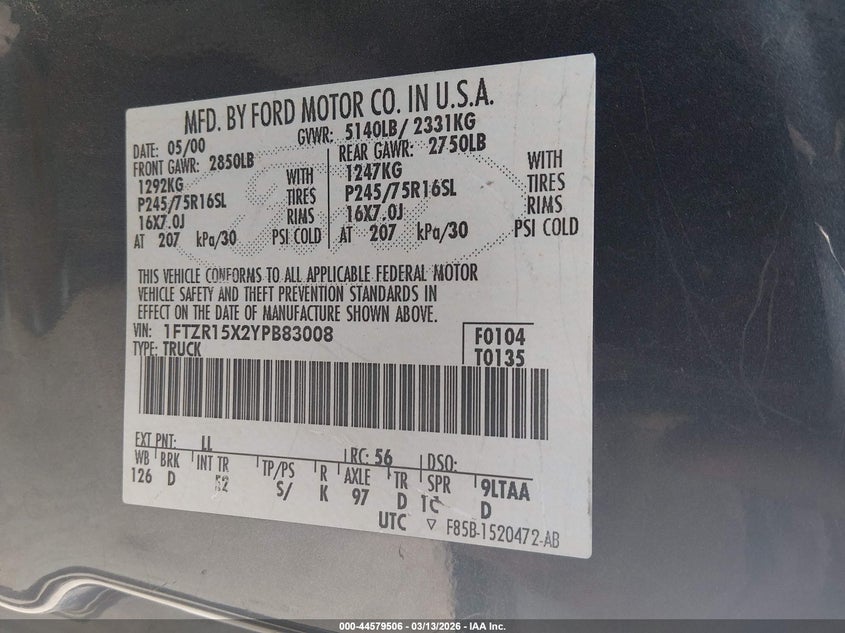 MFD. BY FORD MOTOR CO. IN U.S.A.
DATE: 05/00 GVWR: 5140LB/ 2331KG
FRONT GAWR: 2850LB REAR GAWR: 2750LB
1292KG WITH 1247KG WITH
P245/75R16SL TIRES P245/75R16SL TIRES
16X7.0J RIMS 16X7.0J RIMS
AT 207 kPa/30 PSI COLD AT 207 kPa/30 PSI COLD
THIS VEHICLE CONFORMS TO ALL APPLICABLE FEDERAL MOTOR
VEHICLE SAFETY AND THEFT PREVENTION STANDARDS IN
EFFECT ON THE DATE OF MANUFACTURE SHOWN ABOVE.
VIN: 1FTZR15X2YPB83008 F0104
TYPE: TRUCK T0135
EXT PNT: LL RC: 56 DSO:
WB BRK INT TR TP/PS R AXLE TR SPR 9LTAA
126 D 52 S/ K 97 D D
UTC ▽ F85B-1520472-AB
000-44579506 - 03/13/2026 - IAA Inc.